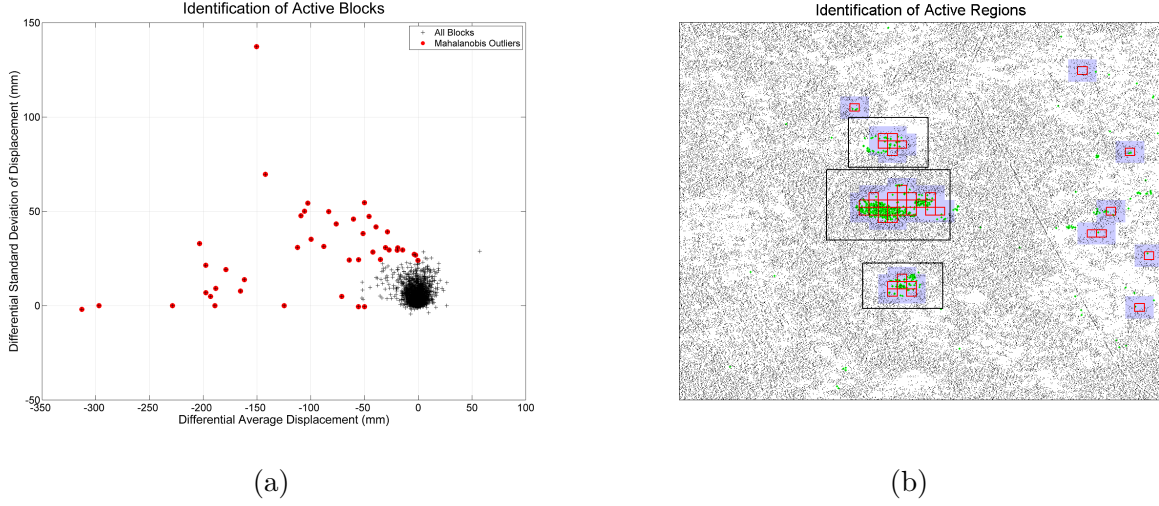 Identification of Active Blocks
150
100
50
0
-50
Differential Standard Deviation of Displacement (mm)
All Blocks
Mahalanobis Outliers
-350 -300 -250 -200 -150 -100 -50 0 50 100
Differential Average Displacement (mm)
(a)
Identification of Active Regions
(b)